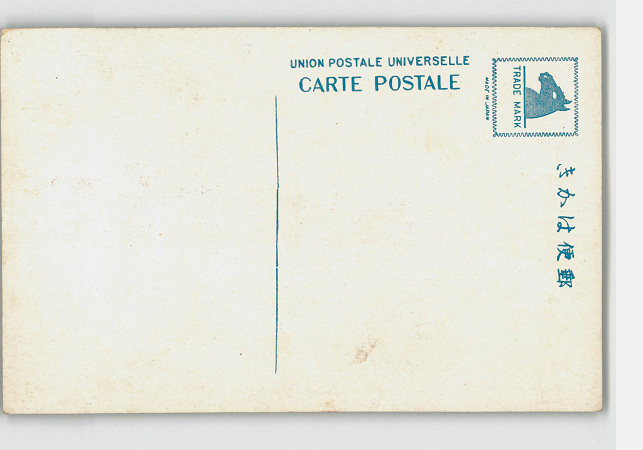 UNION POSTALE UNIVERSELLE
CARTE POSTALE
TRADE MARK
MADE IN JAPAN
郵便はかき